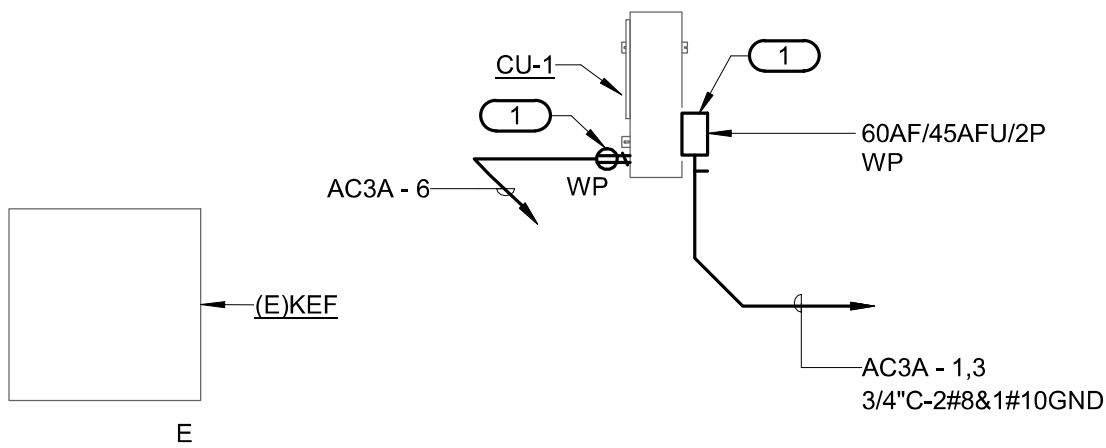 1
CU-1
1
60AF/45AFU/2P
WP
WP
AC3A - 6
(E)KEF
AC3A - 1,3
3/4"C-2#8&1#10GND
E